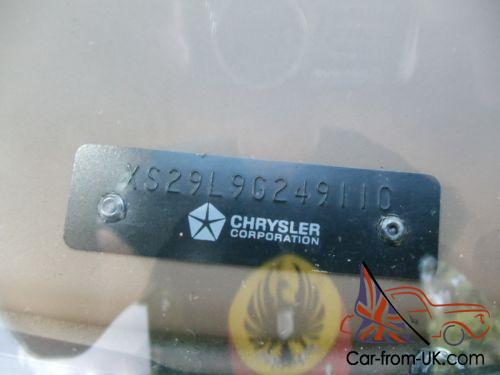 XS29L9G249110
CHRYSLER
CORPORATION
Car-from-UK.com